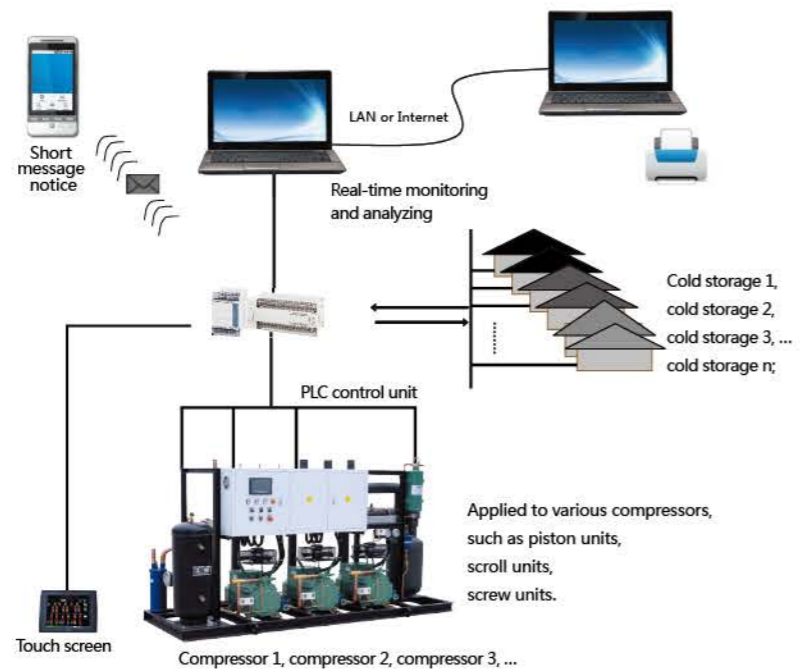 LAN or Internet
Short
message
notice
Real-time monitoring
and analyzing
Cold storage 1,
cold storage 2,
cold storage 3, ...
cold storage n;
PLC control unit
Applied to various compressors,
such as piston units,
scroll units,
screw units.
Touch screen
Compressor 1, compressor 2, compressor 3, ...